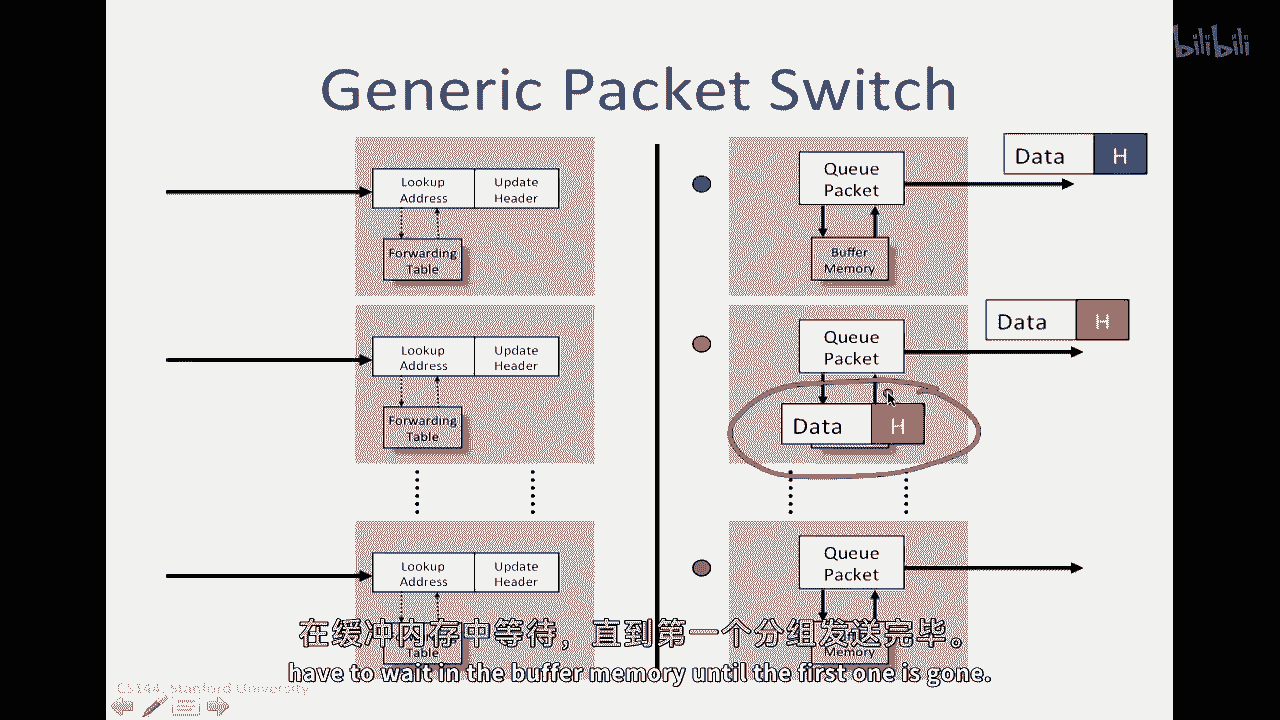 bilibili
Generic Packet Switch
Data H
Lookup Address
Update Header
Forwarding Table
Queue Packet
Buffer Memory
Data H
Lookup Address
Update Header
Forwarding Table
Queue Packet
Data H
Lookup Address
Update Header
Table
Queue Packet
Memory
在缓冲内存中等待，直到第一个分组发送完毕。
have to wait in the buffer memory until the first one is gone.
CS144, Stanford University